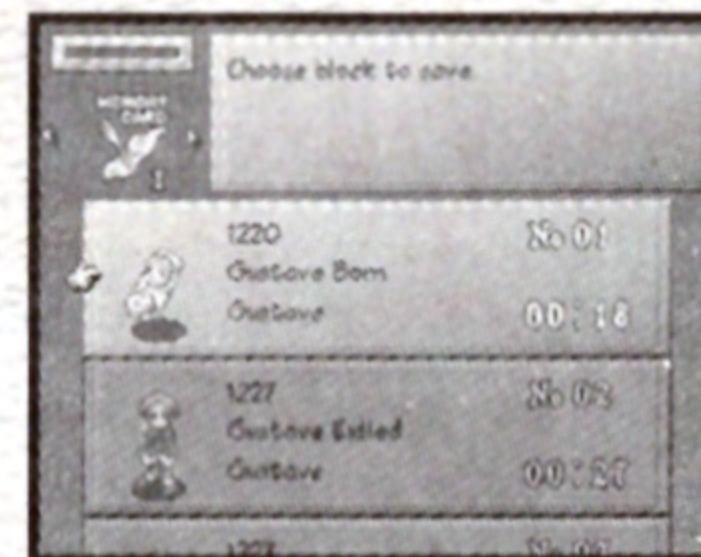 Choose block to save.
MEMORY
CARD
1
1220
Gustave Born
Gustave
No 01
00:18
1227
Gustave Exiled
Gustave
No 02
00:27